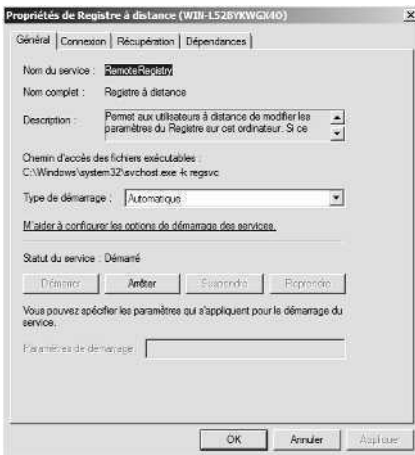 Propriétés de Registre à distance (WIN-L52BYKWGX4O)
Général Connexion Récupération Dépendances
Nom du service : RemoteRegistry
Nom complet : Registre à distance
Description : Permet aux utilisateurs à distance de modifier les
paramètres du Registre sur cet ordinateur. Si ce
Chemin d'accès des fichiers exécutables :
C:\Windows\system32\svchost.exe -k regsvc
Type de démarrage : Automatique
M'aider à configurer les options de démarrage des services.
Statut du service : Démarré
Démarrer Arrêter Suspendre Reprendre
Vous pouvez spécifier les paramètres qui s'appliquent pour le démarrage du
service.
Paramètres de démarrage :
OK Annuler Appliquer